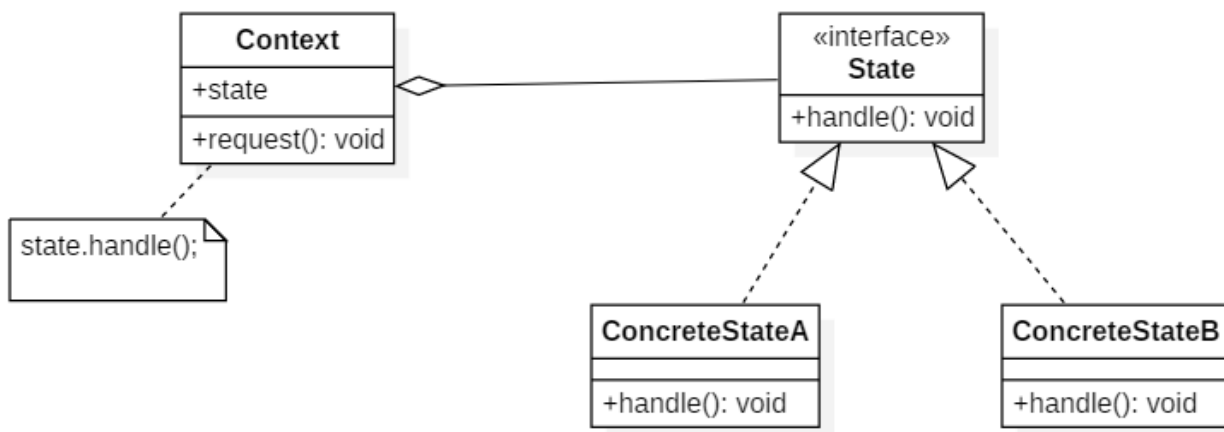 Context
+state
+request(): void
«interface»
State
+handle(): void
state.handle();
ConcreteStateA
+handle(): void
ConcreteStateB
+handle(): void